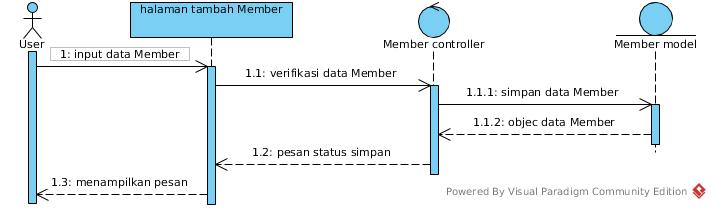 halaman tambah Member
User
Member controller
Member model
1: input data Member
1.1: verifikasi data Member
1.1.1: simpan data Member
1.1.2: objec data Member
1.2: pesan status simpan
1.3: menampilkan pesan
Powered By Visual Paradigm Community Edition